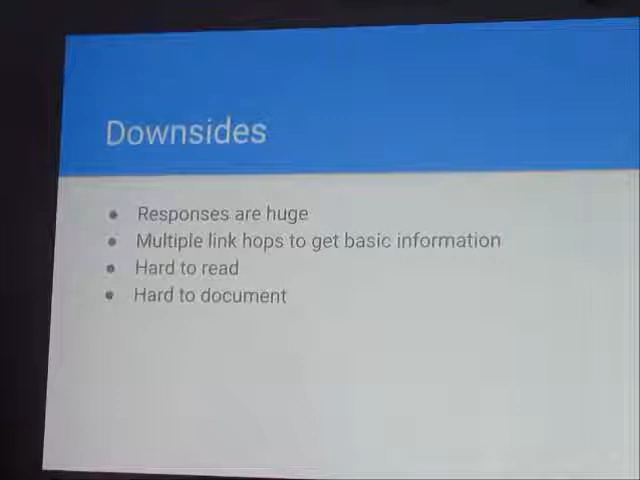 Downsides
● Responses are huge
● Multiple link hops to get basic information
● Hard to read
● Hard to document